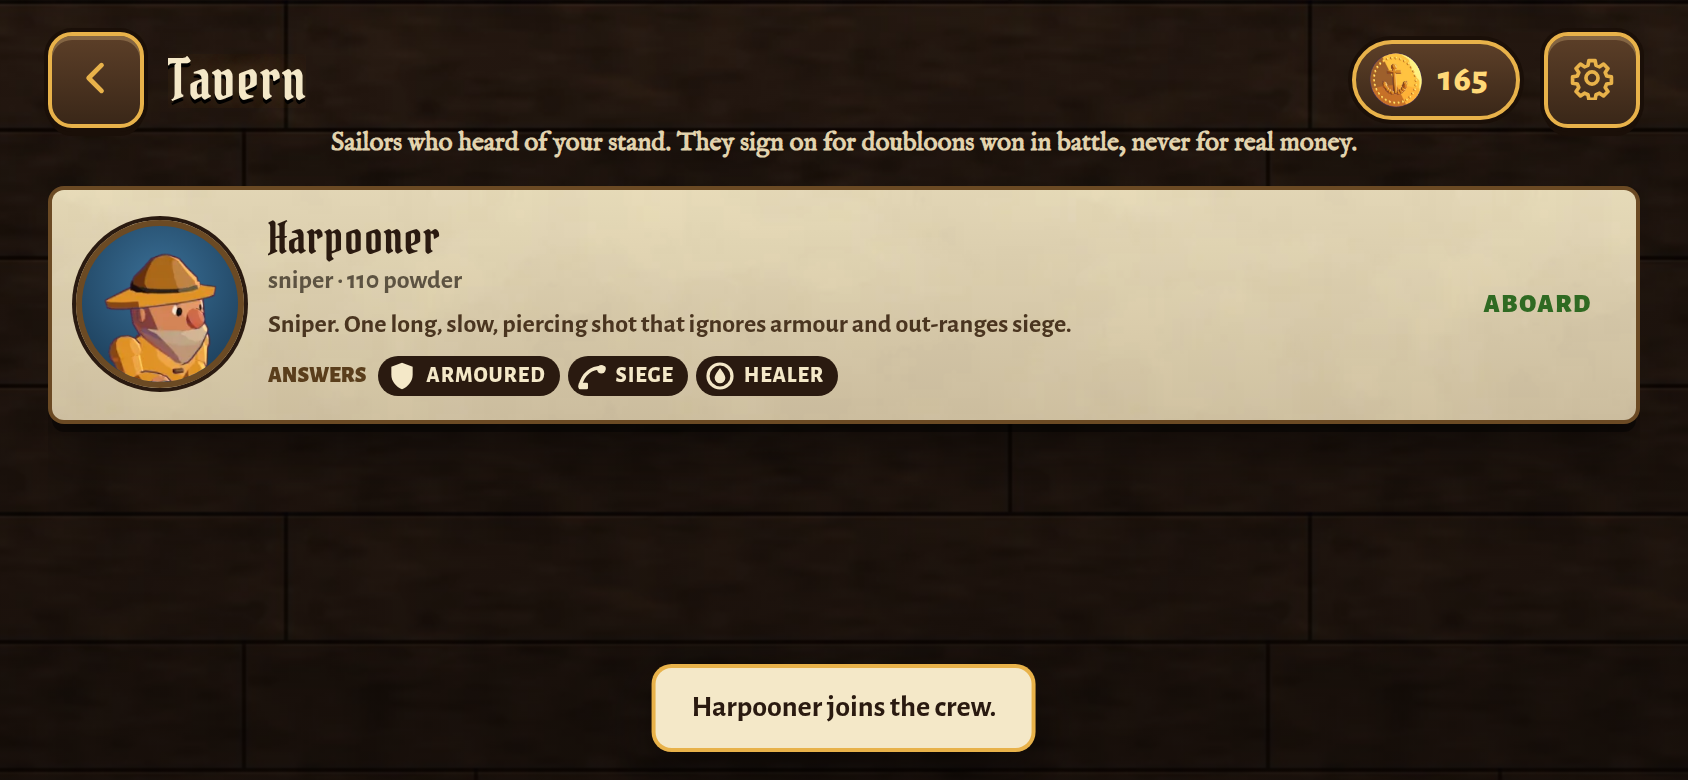 Tavern
165
Sailors who heard of your stand. They sign on for doubloons won in battle, never for real money.
Harpooner
sniper · 110 powder
Sniper. One long, slow, piercing shot that ignores armour and out-ranges siege.
ANSWERS ARMOURED SIEGE HEALER
ABOARD
Harpooner joins the crew.